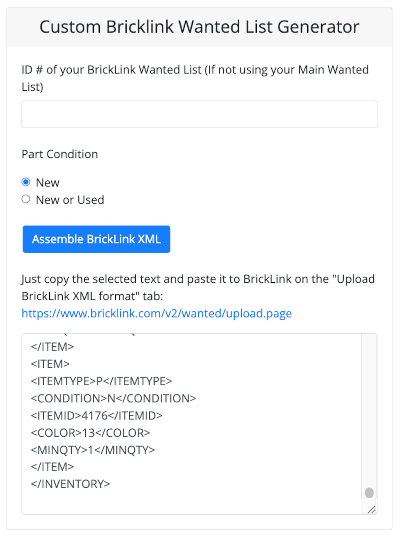 Custom Bricklink Wanted List Generator
ID # of your BrickLink Wanted List (If not using your Main Wanted
List)
Part Condition
New
New or Used
Assemble BrickLink XML
Just copy the selected text and paste it to BrickLink on the "Upload
BrickLink XML format" tab:
https://www.bricklink.com/v2/wanted/upload.page
</ITEM>
<ITEM>
<ITEMTYPE>P</ITEMTYPE>
<CONDITION>N</CONDITION>
<ITEMID>4176</ITEMID>
<COLOR>13</COLOR>
<MINQTY>1</MINQTY>
</ITEM>
</INVENTORY>